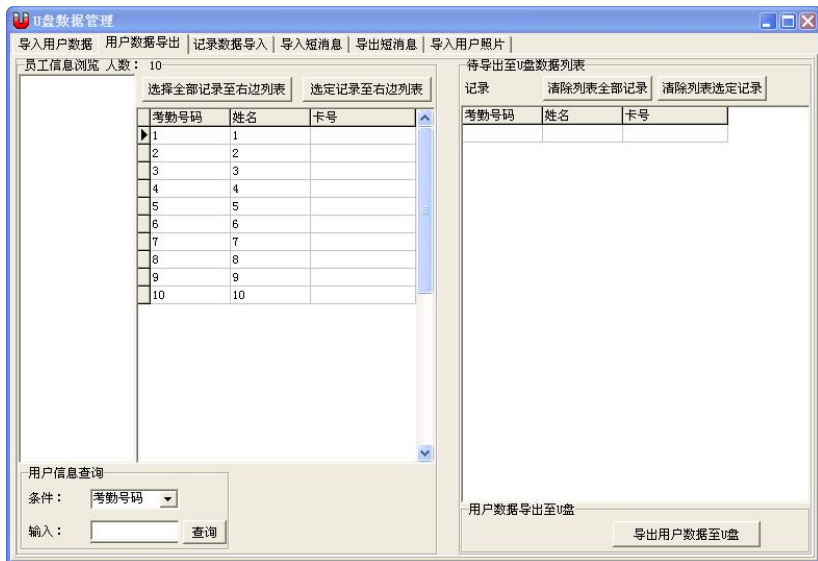 U盘数据管理
导入用户数据 用户数据导出 记录数据导入 导入短消息 导出短消息 导入用户照片
员工信息浏览 人数： 10
选择全部记录至右边列表 选定记录至右边列表
考勤号码 姓名 卡号
1 1
2 2
3 3
4 4
5 5
6 6
7 7
8 8
9 9
10 10
用户信息查询
条件： 考勤号码
输入： 查询
待导出至U盘数据列表
记录 清除列表全部记录 清除列表选定记录
考勤号码 姓名 卡号
用户数据导出至U盘
导出用户数据至U盘